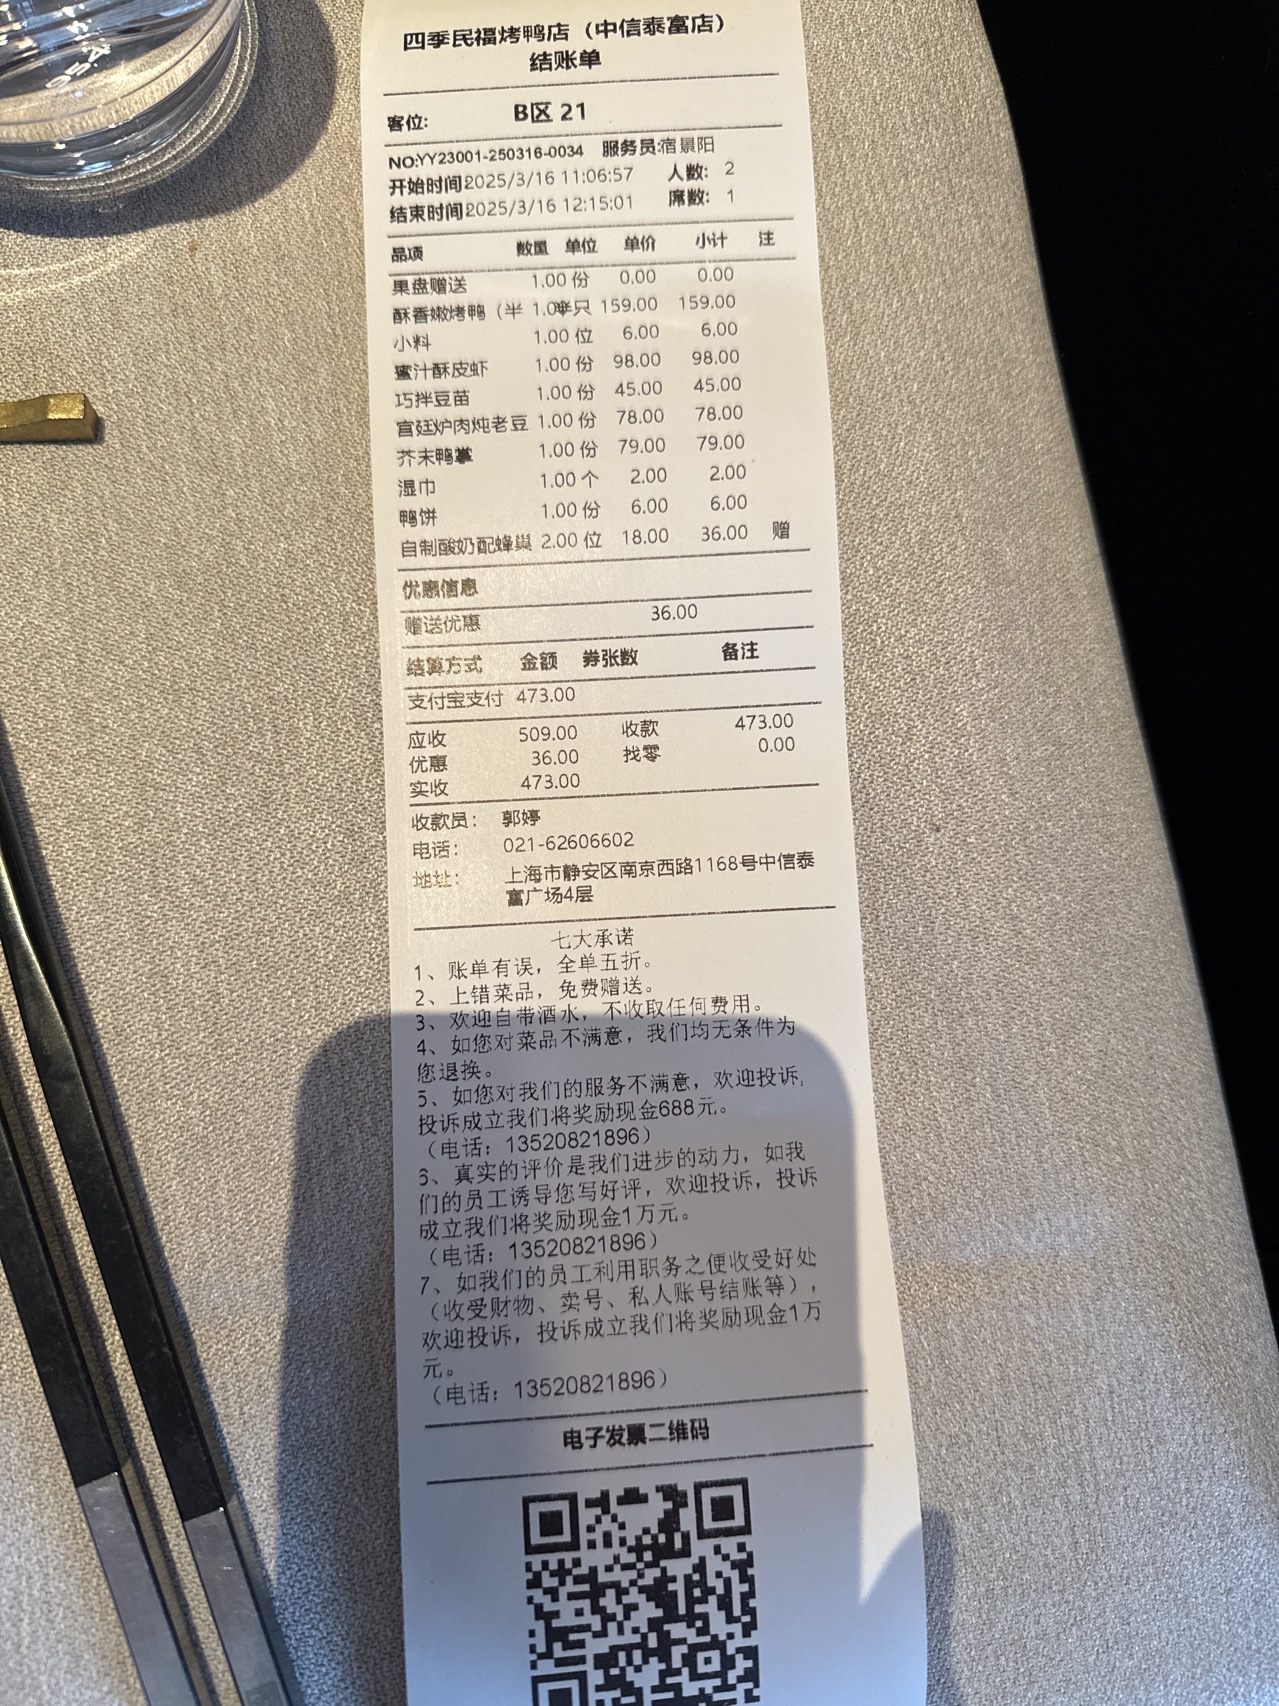 四季民福烤鸭店（中信泰富店）
结账单
客位: B区 21
NO:YY23001-250316-0034 服务员:宿景阳
开始时间2025/3/16 11:06:57 人数: 2
结束时间2025/3/16 12:15:01 席数: 1
品项 数量 单位 单价 小计 注
果盘赠送 1.00 份 0.00 0.00
酥香嫩烤鸭（半 1.00半只 159.00 159.00
小料 1.00 位 6.00 6.00
蜜汁酥皮虾 1.00 份 98.00 98.00
巧拌豆苗 1.00 份 45.00 45.00
宫廷炉肉炖老豆 1.00 份 78.00 78.00
芥末鸭掌 1.00 份 79.00 79.00
湿巾 1.00 个 2.00 2.00
鸭饼 1.00 份 6.00 6.00
自制酸奶配蜂巢 2.00 位 18.00 36.00 赠
优惠信息
赠送优惠 36.00
结算方式 金额 券张数 备注
支付宝支付 473.00
应收 509.00 收款 473.00
优惠 36.00 找零 0.00
实收 473.00
收款员: 郭婷
电话: 021-62606602
地址: 上海市静安区南京西路1168号中信泰
富广场4层
七大承诺
1、账单有误，全单五折。
2、上错菜品，免费赠送。
3、欢迎自带酒水，不收取任何费用。
4、如您对菜品不满意，我们均无条件为
您退换。
5、如您对我们的服务不满意，欢迎投诉,
投诉成立我们将奖励现金688元。
（电话: 13520821896）
6、真实的评价是我们进步的动力，如我
们的员工诱导您写好评，欢迎投诉，投诉
成立我们将奖励现金1万元。
（电话: 13520821896）
7、如我们的员工利用职务之便收受好处
（收受财物、卖号、私人账号结账等），
欢迎投诉，投诉成立我们将奖励现金1万
元。
（电话: 13520821896）
电子发票二维码